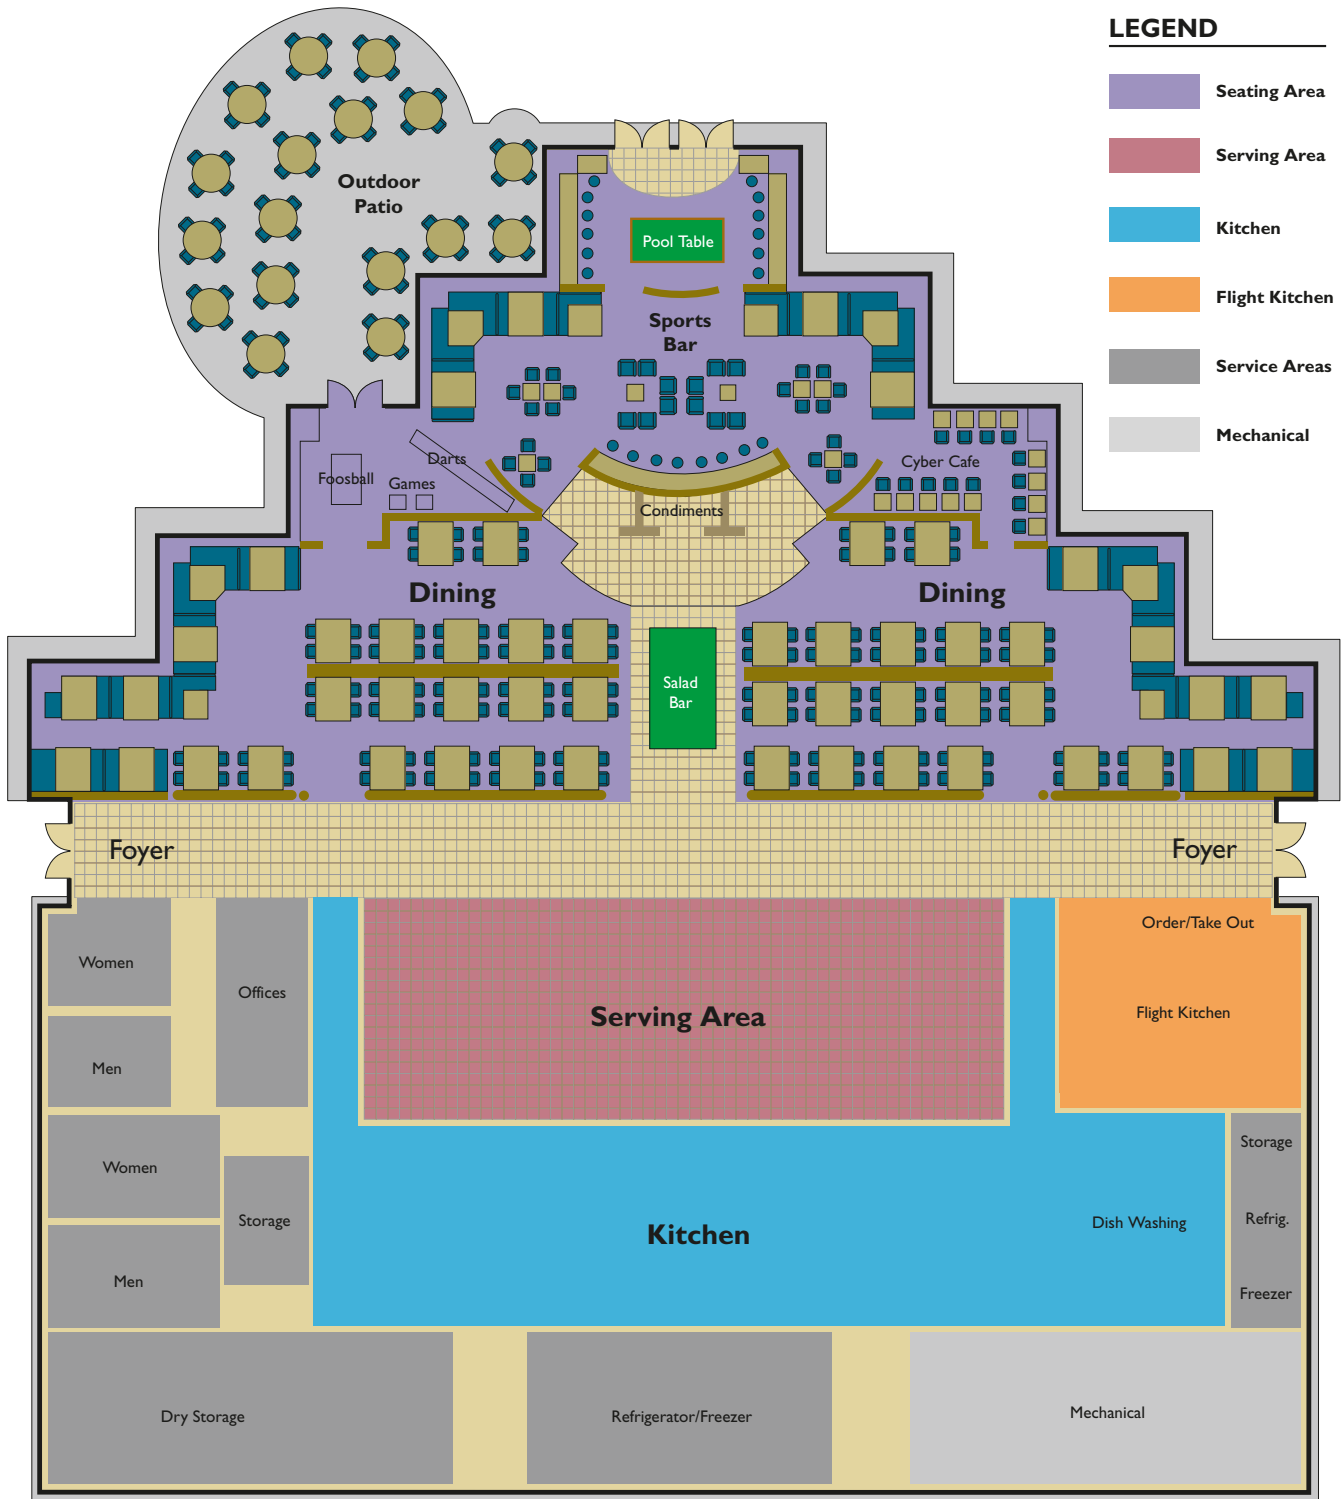 LEGEND
Seating Area
Serving Area
Kitchen
Flight Kitchen
Service Areas
Mechanical
Outdoor
Patio
Pool Table
Sports
Bar
Darts
Foosball
Games
Cyber Cafe
Condiments
Dining
Dining
Salad
Bar
Foyer
Foyer
Women
Offices
Men
Serving Area
Order/Take Out
Flight Kitchen
Women
Storage
Men
Kitchen
Dish Washing
Storage
Refrig.
Freezer
Dry Storage
Refrigerator/Freezer
Mechanical